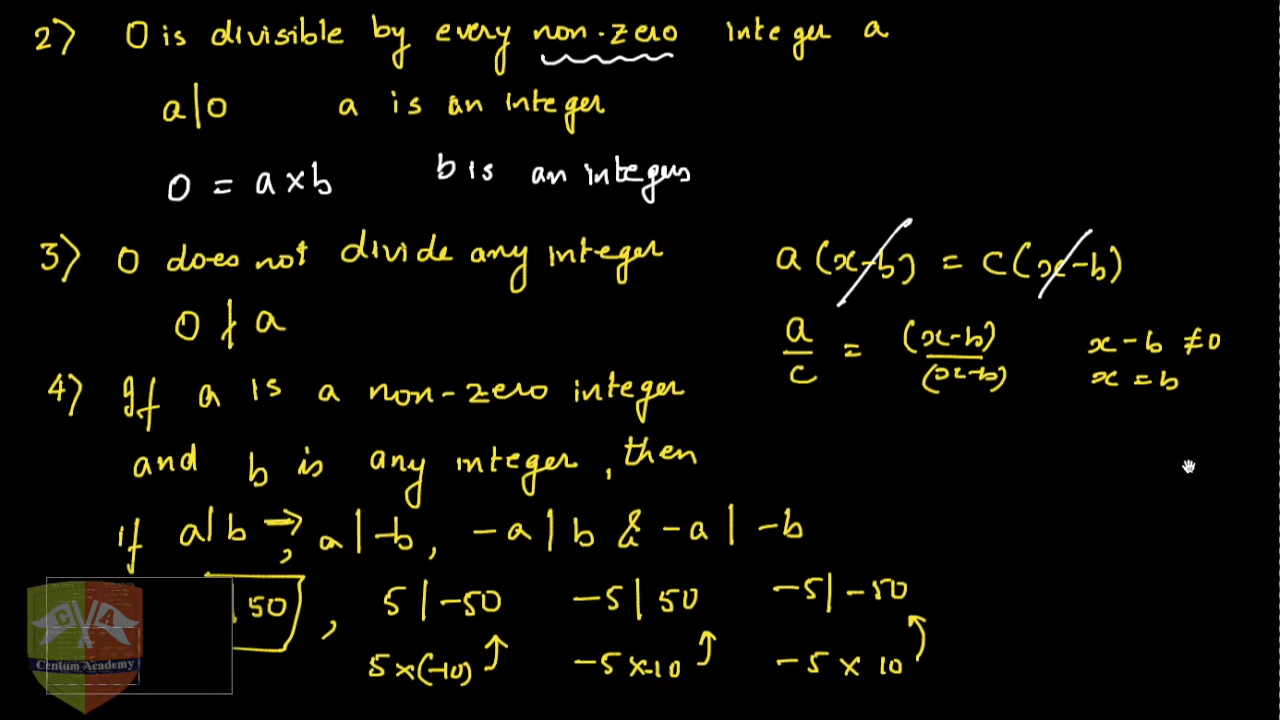 2) 0 is divisible by every non-zero integer a
a|0 a is an integer
0 = a × b b is an integers
3) 0 does not divide any integer
a (x-b) = c (x-b)
0 ∤ a
a/c = (x-b)/(x-b) x - b ≠ 0
x = b
4) If a is a non-zero integer
and b is any integer, then
if a|b →, a|-b, -a|b & -a|-b
50, 5|-50 -5|50 -5|-50
5×(-10) -5×-10 -5 × 10
CVA
Centum Academy